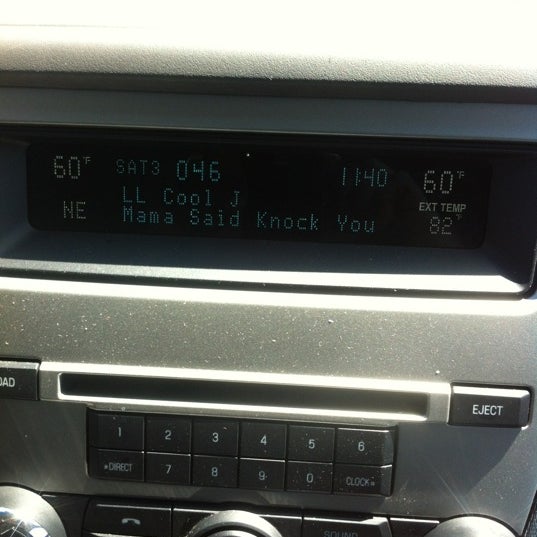 60°F SAT3 046 11:40 60°F
LL Cool J
EXT TEMP
NE Mama Said Knock You 82°F
EJECT
1 2 3 4 5 6
*DIRECT 7 8 9 0 CLOCK
SOUND